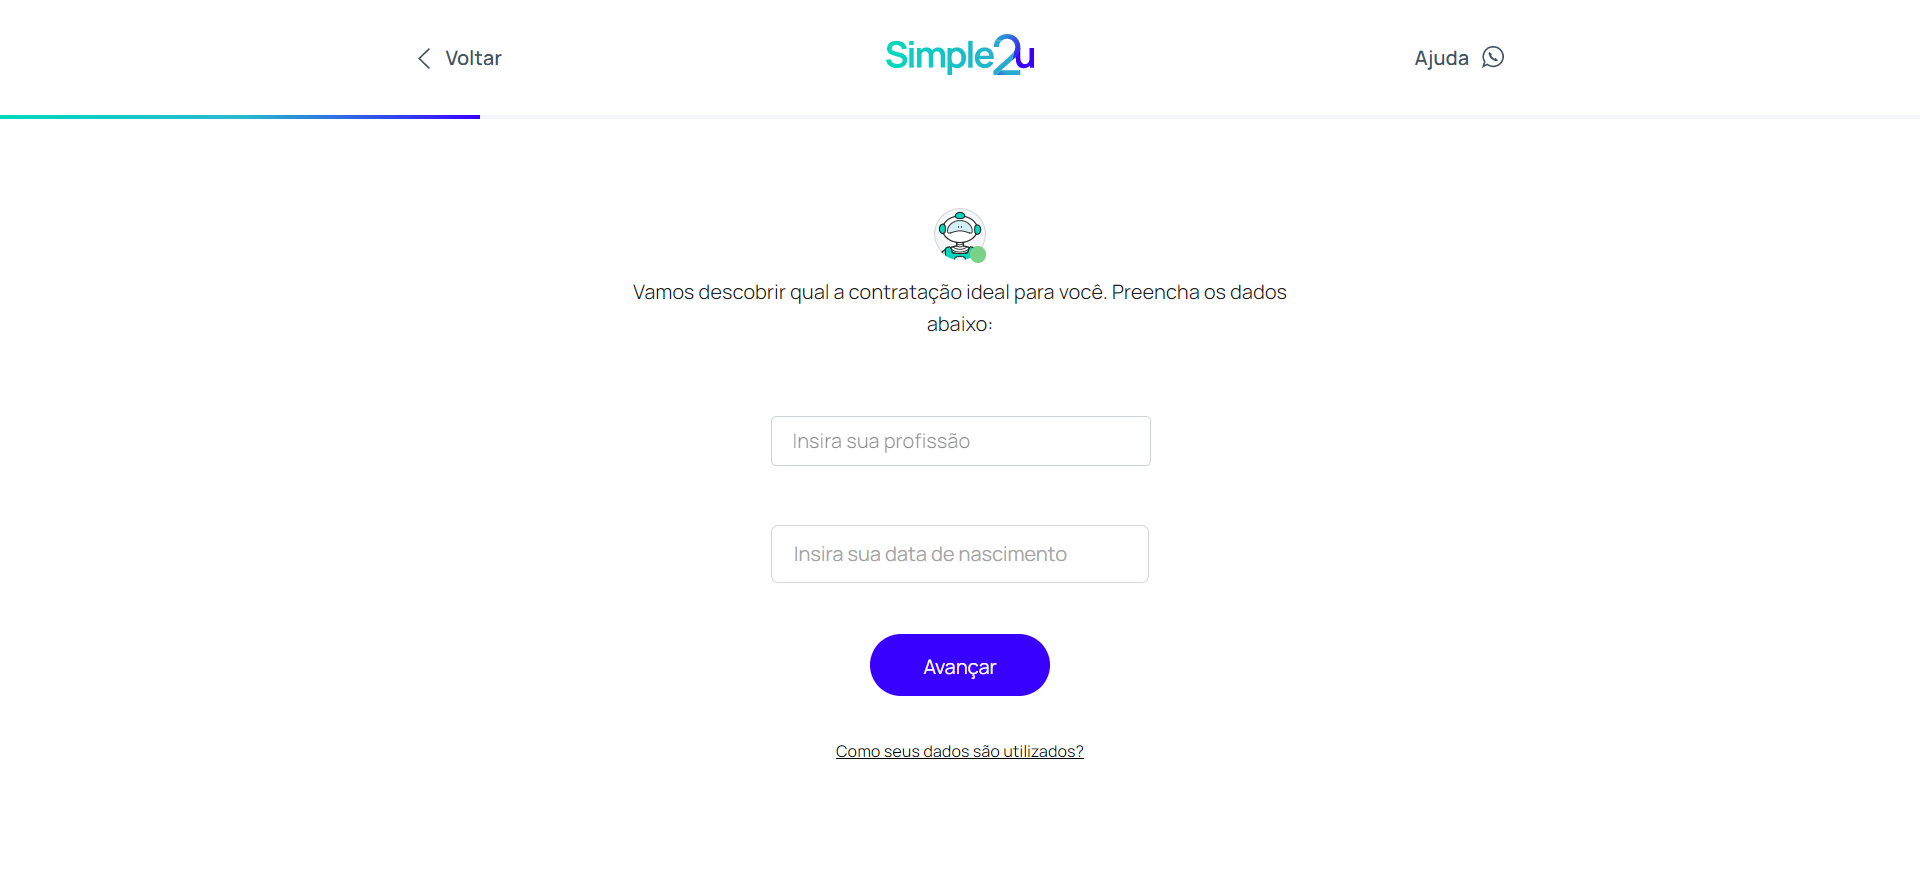 Voltar
Simple2u
Ajuda
Vamos descobrir qual a contratação ideal para você. Preencha os dados
abaixo:
Insira sua profissão
Insira sua data de nascimento
Avançar
Como seus dados são utilizados?